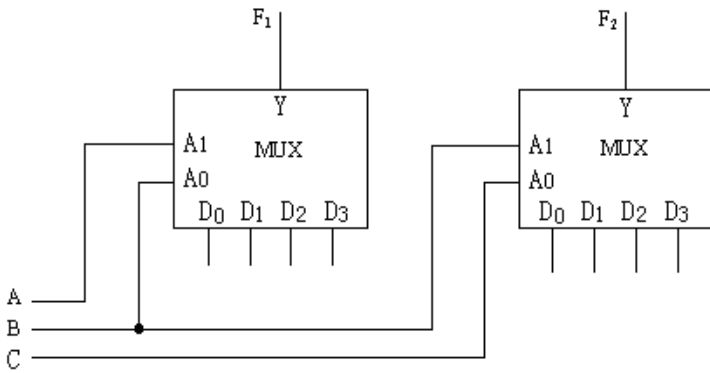 F₁ F₂
Y Y
A1 MUX A1 MUX
A0 A0
D₀ D₁ D₂ D₃ D₀ D₁ D₂ D₃
A
B
C